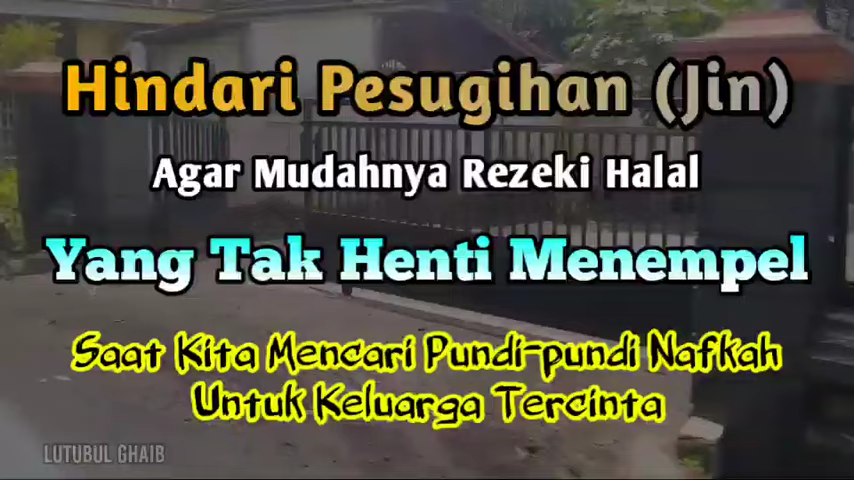 Hindari Pesugihan (Jin)
Agar Mudahnya Rezeki Halal
Yang Tak Henti Menempel
Saat Kita Mencari Pundi-pundi Nafkah
Untuk Keluarga Tercinta
LUTUBUL GHAIB